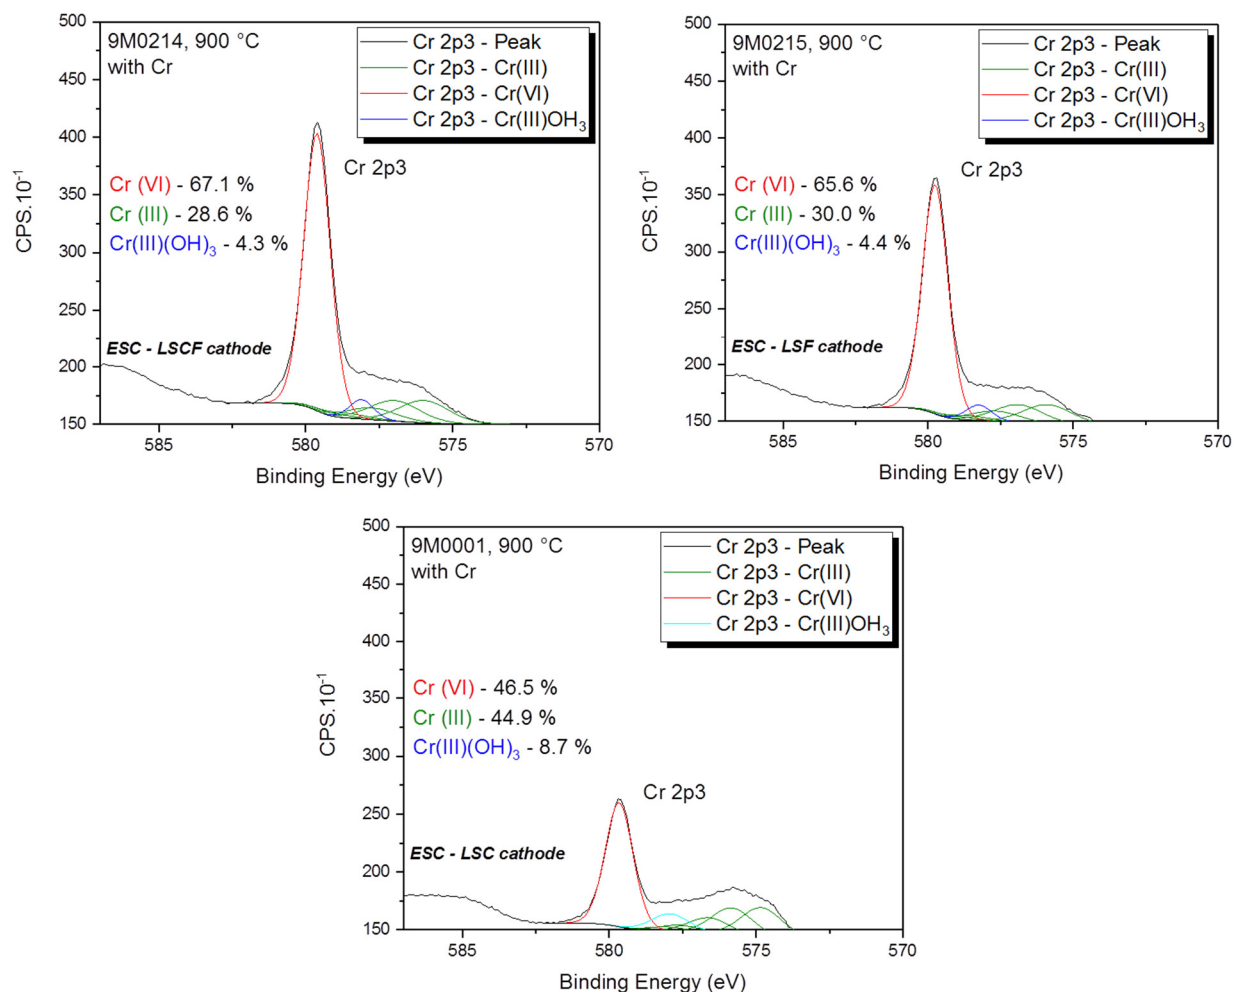 9M0214, 900 °C
with Cr
Cr 2p3 - Peak
Cr 2p3 - Cr(III)
Cr 2p3 - Cr(VI)
Cr 2p3 - Cr(III)OH₃
Cr 2p3
Cr (VI) - 67.1 %
Cr (III) - 28.6 %
Cr(III)(OH)₃ - 4.3 %
ESC - LSCF cathode
CPS.10⁻¹
500
450
400
350
300
250
200
150
585
580
575
570
Binding Energy (eV)
9M0215, 900 °C
with Cr
Cr 2p3 - Peak
Cr 2p3 - Cr(III)
Cr 2p3 - Cr(VI)
Cr 2p3 - Cr(III)OH₃
Cr 2p3
Cr (VI) - 65.6 %
Cr (III) - 30.0 %
Cr(III)(OH)₃ - 4.4 %
ESC - LSF cathode
CPS.10⁻¹
500
450
400
350
300
250
200
150
585
580
575
570
Binding Energy (eV)
9M0001, 900 °C
with Cr
Cr 2p3 - Peak
Cr 2p3 - Cr(III)
Cr 2p3 - Cr(VI)
Cr 2p3 - Cr(III)OH₃
Cr (VI) - 46.5 %
Cr (III) - 44.9 %
Cr(III)(OH)₃ - 8.7 %
Cr 2p3
ESC - LSC cathode
CPS.10⁻¹
500
450
400
350
300
250
200
150
585
580
575
570
Binding Energy (eV)